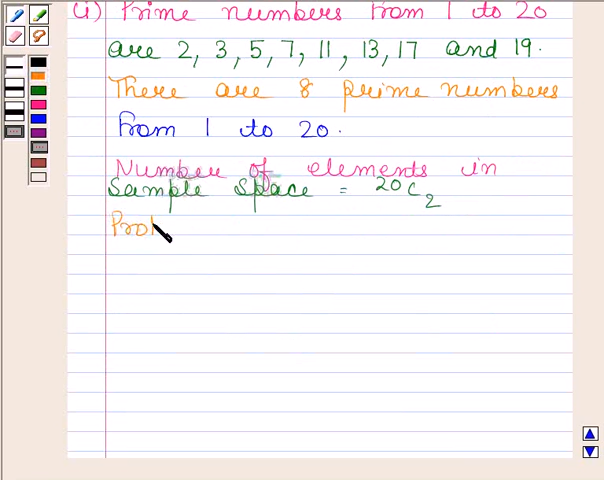 (i) Prime numbers from 1 to 20
are 2, 3, 5, 7, 11, 13, 17 and 19.
There are 8 prime numbers
from 1 to 20.
Number of elements in
Sample space = 20C2
Pro